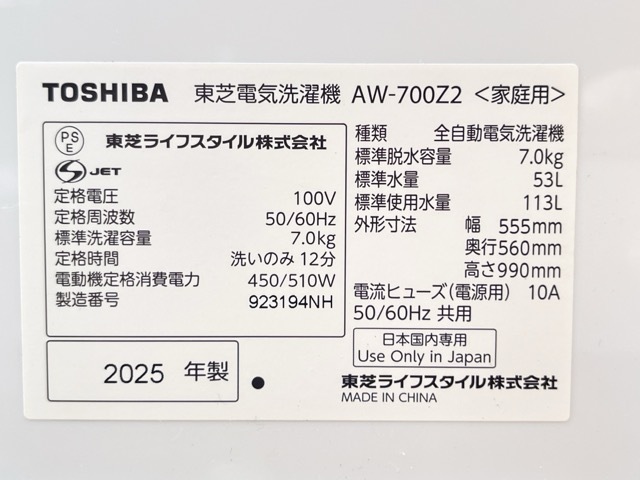 TOSHIBA 東芝電気洗濯機 AW-700Z2 <家庭用>
PSE 東芝ライフスタイル株式会社
S JET
定格電圧 100V
定格周波数 50/60Hz
標準洗濯容量 7.0kg
定格時間 洗いのみ 12分
電動機定格消費電力 450/510W
製造番号 923194NH
2025 年製
種類 全自動電気洗濯機
標準脱水容量 7.0kg
標準水量 53L
標準使用水量 113L
外形寸法 幅 555mm
奥行560mm
高さ990mm
電流ヒューズ(電源用) 10A
50/60Hz 共用
日本国内専用
Use Only in Japan
東芝ライフスタイル株式会社
MADE IN CHINA